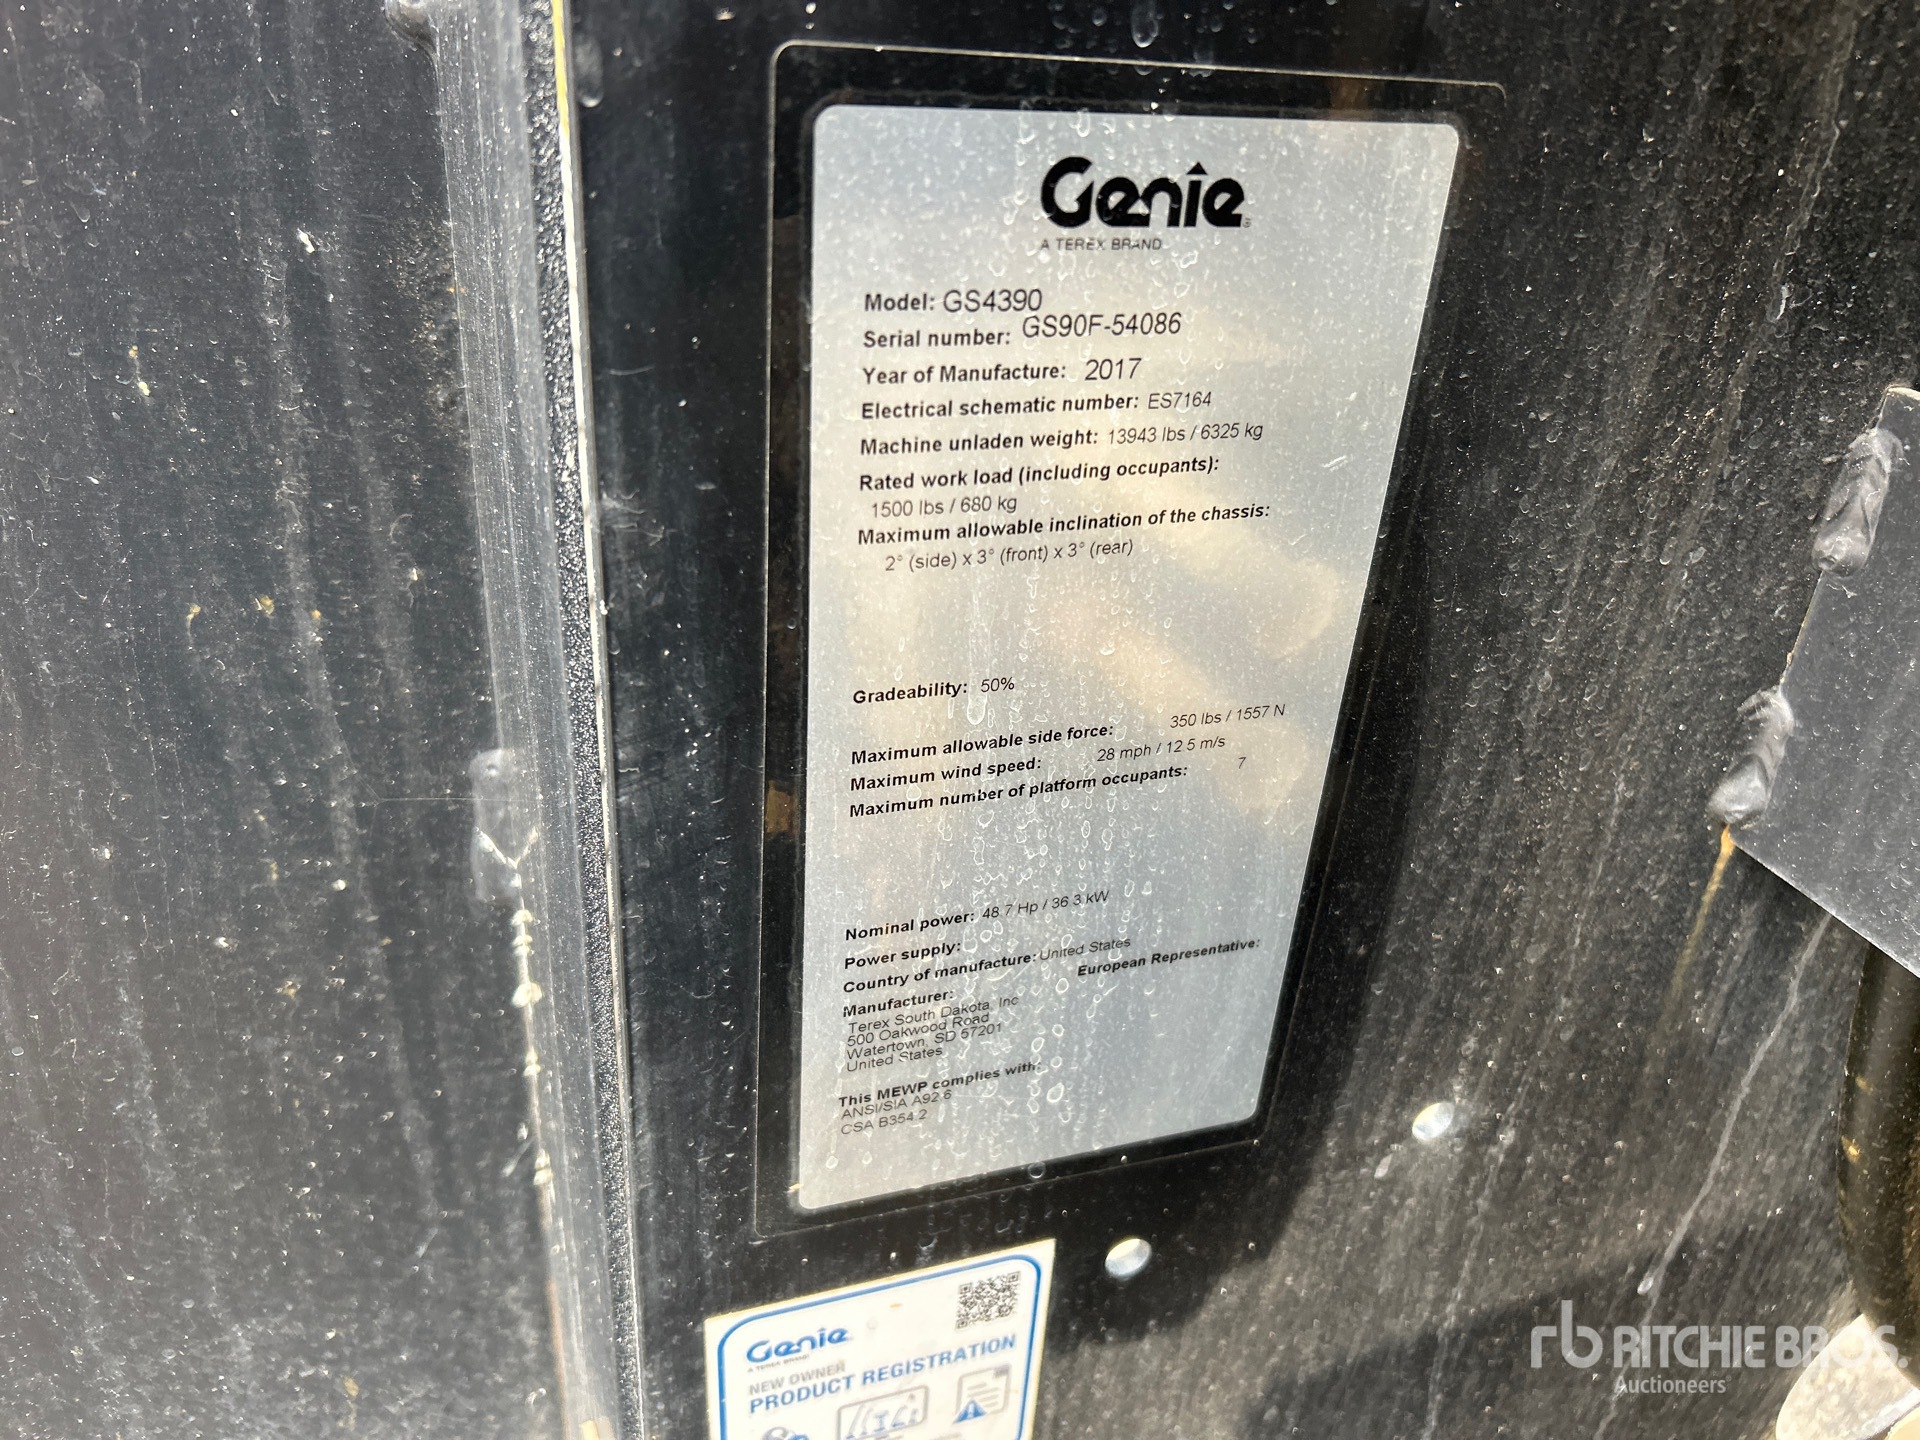 Genie
A TEREX BRAND
Model: GS4390
Serial number: GS90F-54086
Year of Manufacture: 2017
Electrical schematic number: ES7164
Machine unladen weight: 13943 lbs / 6325 kg
Rated work load (including occupants):
1500 lbs / 680 kg
Maximum allowable inclination of the chassis:
2° (side) x 3° (front) x 3° (rear)
Gradeability: 50%
Maximum allowable side force: 350 lbs / 1557 N
Maximum wind speed: 28 mph / 12.5 m/s
Maximum number of platform occupants: 7
Nominal power: 48.7 Hp / 36.3 kW
Power supply:
Country of manufacture: United States
Manufacturer: European Representative:
Terex South Dakota, Inc
500 Oakwood Road
Watertown, SD 57201
United States
This MEWP complies with:
ANSI/SIA A92.6
CSA B354.2
Genie
A TEREX BRAND
NEW OWNER
PRODUCT REGISTRATION
rb RITCHIE BROS.
Auctioneers